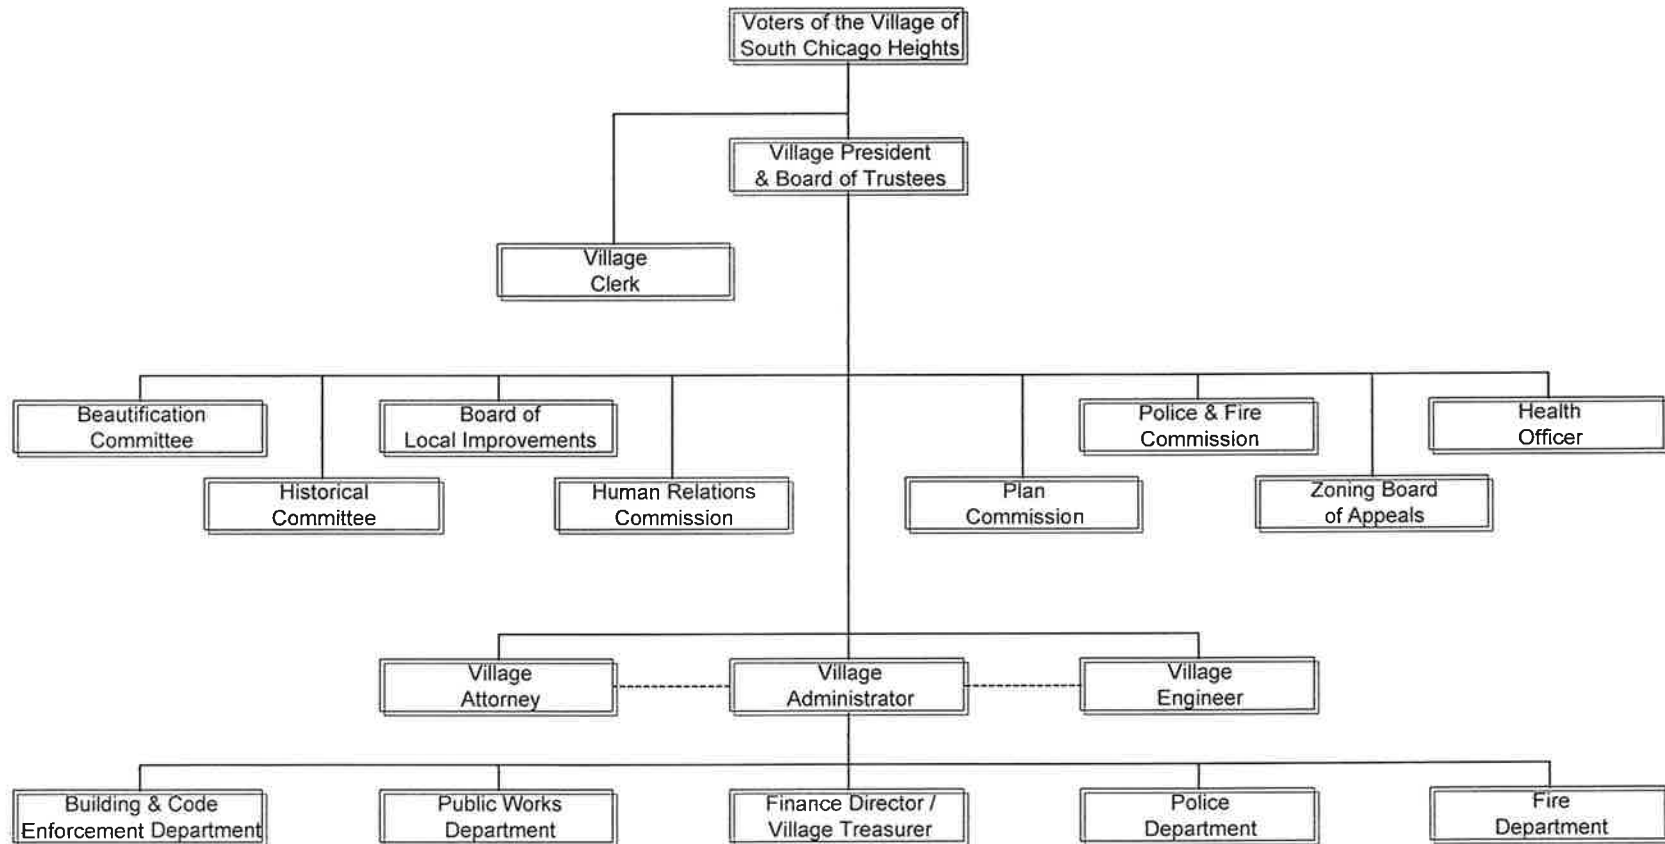 Voters of the Village of
South Chicago Heights
Village President
& Board of Trustees
Village
Clerk
Beautification
Committee
Board of
Local Improvements
Police & Fire
Commission
Health
Officer
Historical
Committee
Human Relations
Commission
Plan
Commission
Zoning Board
of Appeals
Village
Attorney
Village
Administrator
Village
Engineer
Building & Code
Enforcement Department
Public Works
Department
Finance Director /
Village Treasurer
Police
Department
Fire
Department